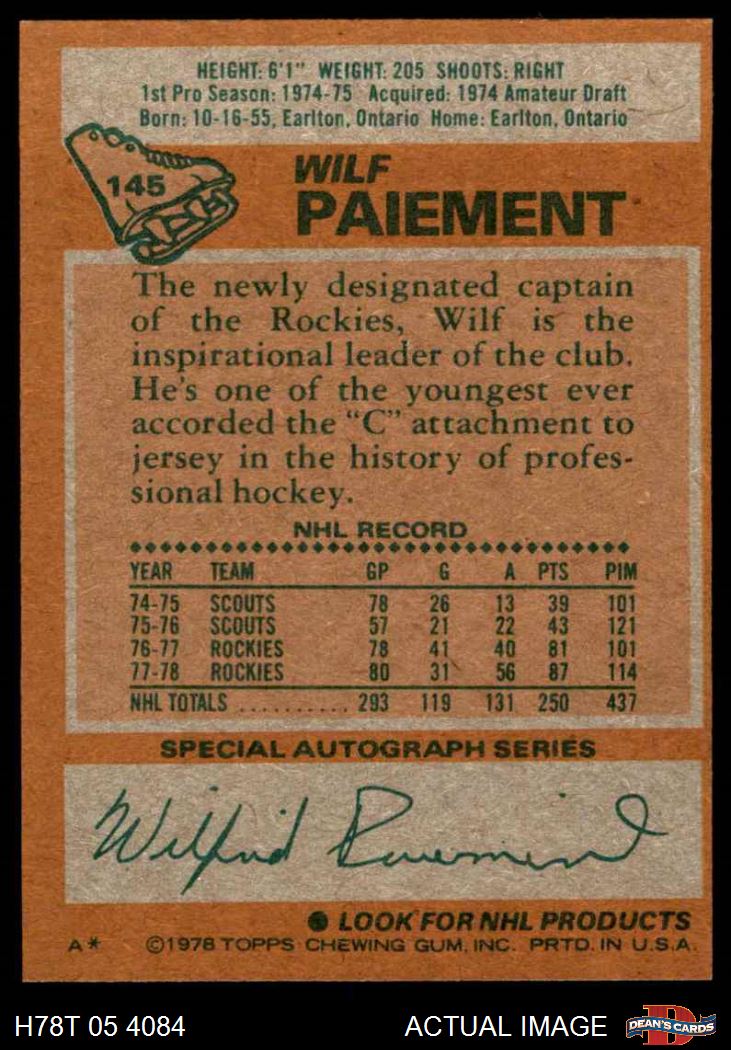 HEIGHT: 6'1" WEIGHT: 205 SHOOTS: RIGHT
1st Pro Season: 1974-75 Acquired: 1974 Amateur Draft
Born: 10-16-55, Earlton, Ontario Home: Earlton, Ontario
145
WILF
PAIEMENT
The newly designated captain
of the Rockies, Wilf is the
inspirational leader of the club.
He's one of the youngest ever
accorded the "C" attachment to
jersey in the history of profes-
sional hockey.
NHL RECORD
YEAR TEAM GP G A PTS PIM
74-75 SCOUTS 78 26 13 39 101
75-76 SCOUTS 57 21 22 43 121
76-77 ROCKIES 78 41 40 81 101
77-78 ROCKIES 80 31 56 87 114
NHL TOTALS .......... 293 119 131 250 437
SPECIAL AUTOGRAPH SERIES
Wilfrid Paiement
LOOK FOR NHL PRODUCTS
A* ©1978 TOPPS CHEWING GUM, INC. PRTD. IN U.S.A.
H78T 05 4084 ACTUAL IMAGE DEAN'S CARDS